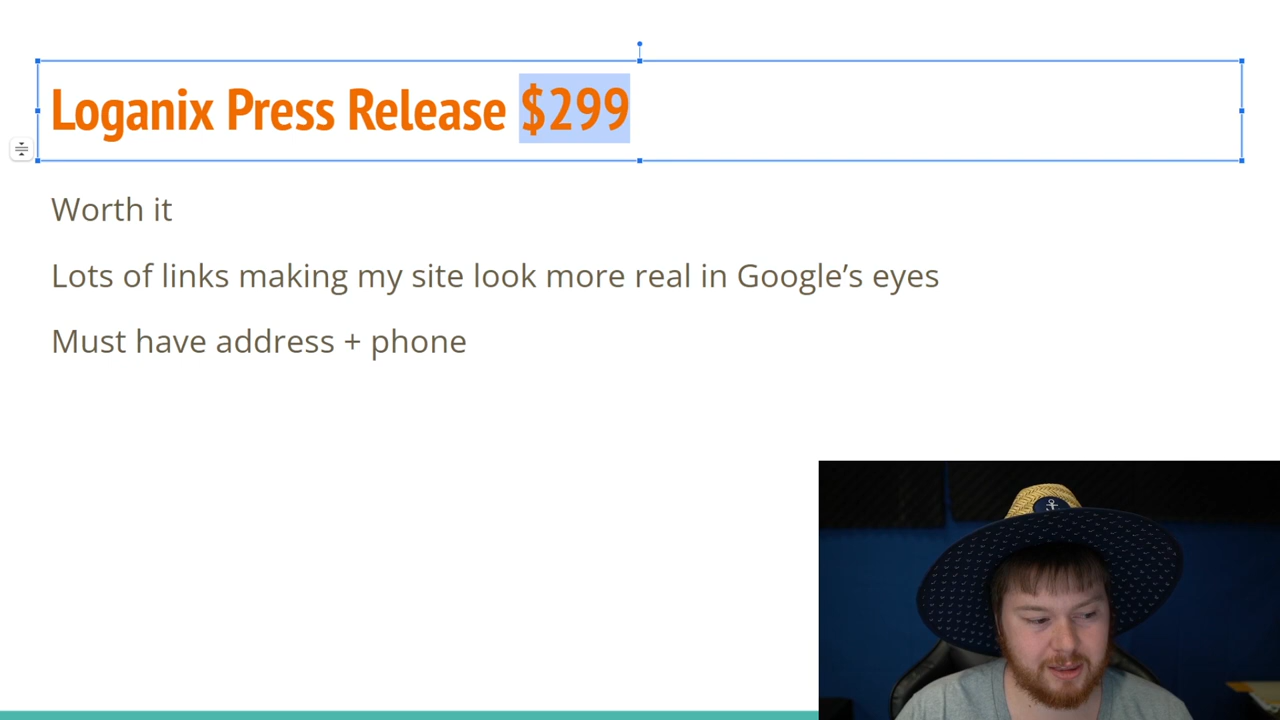 Loganix Press Release $299
Worth it
Lots of links making my site look more real in Google’s eyes
Must have address + phone